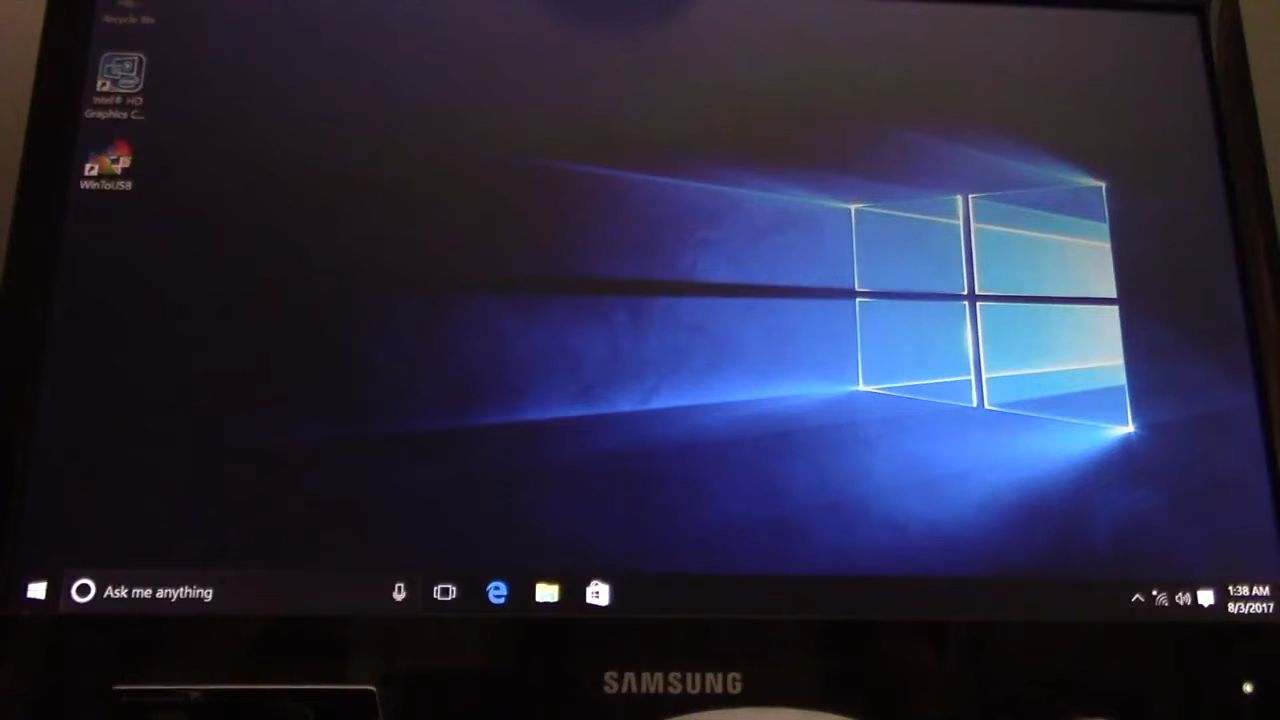 Recycle Bin
Intel® HD
Graphics C...
WinToUSB
Ask me anything
1:38 AM
8/3/2017
SAMSUNG